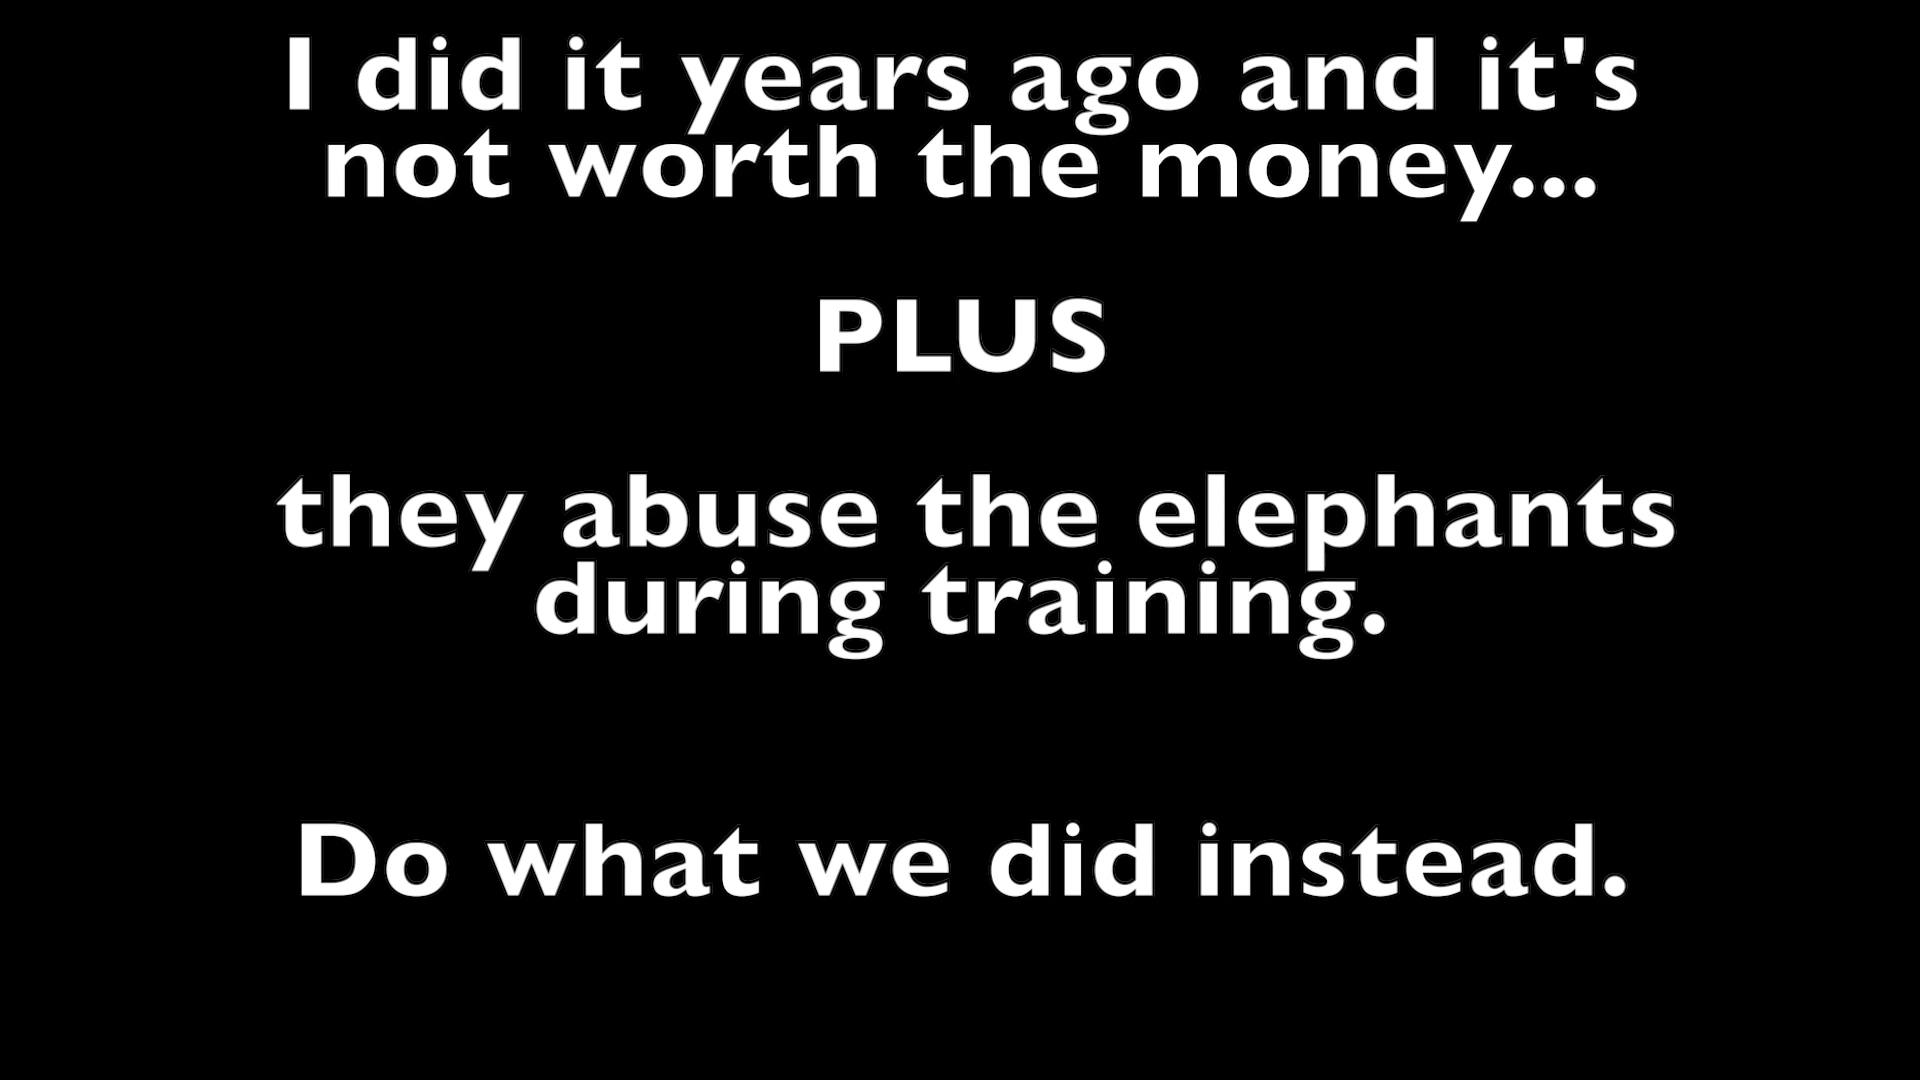 I did it years ago and it's
not worth the money...
PLUS
they abuse the elephants
during training.
Do what we did instead.